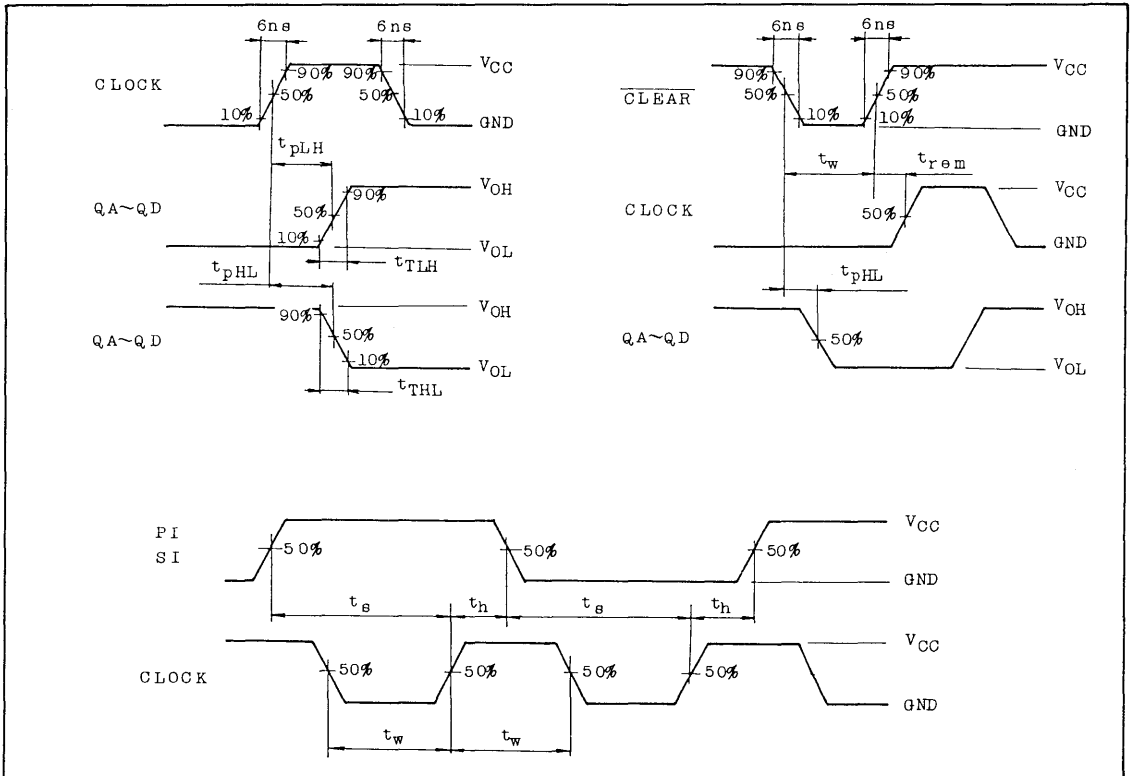 6ns 6ns
CLOCK 10% 50% 90% 90% 50% 10% VCC GND
tpLH
QA~QD 10% 50% 90% VOH VOL
tTLH
tpHL
QA~QD 90% 50% 10% VOH VOL
tTHL
6ns 6ns
CLEAR 90% 50% 10% 90% 50% 10% VCC GND
tw trem
CLOCK 50% VCC GND
tpHL
QA~QD 50% VOH VOL
PI
SI
50% 50% 50% VCC GND
ts th ts th
CLOCK 50% 50% 50% 50% VCC GND
tw tw